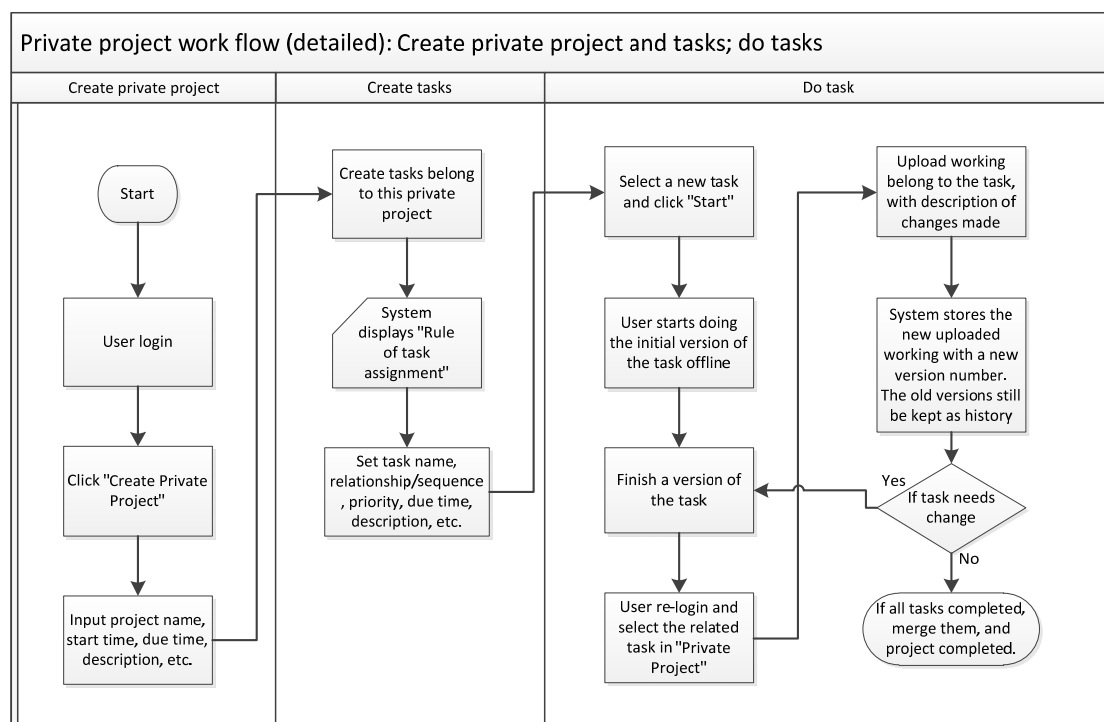 Private project work flow (detailed): Create private project and tasks; do tasks
Create private project
Create tasks
Do task
Start
User login
Click "Create Private
Project"
Input project name,
start time, due time,
description, etc.
Create tasks belong
to this private
project
System
displays "Rule
of task
assignment"
Set task name,
relationship/sequence
, priority, due time,
description, etc.
Select a new task
and click "Start"
User starts doing
the initial version of
the task offline
Finish a version of
the task
User re-login and
select the related
task in "Private
Project"
Upload working
belong to the task,
with description of
changes made
System stores the
new uploaded
working with a new
version number.
The old versions still
be kept as history
Yes
If task needs
change
No
If all tasks completed,
merge them, and
project completed.